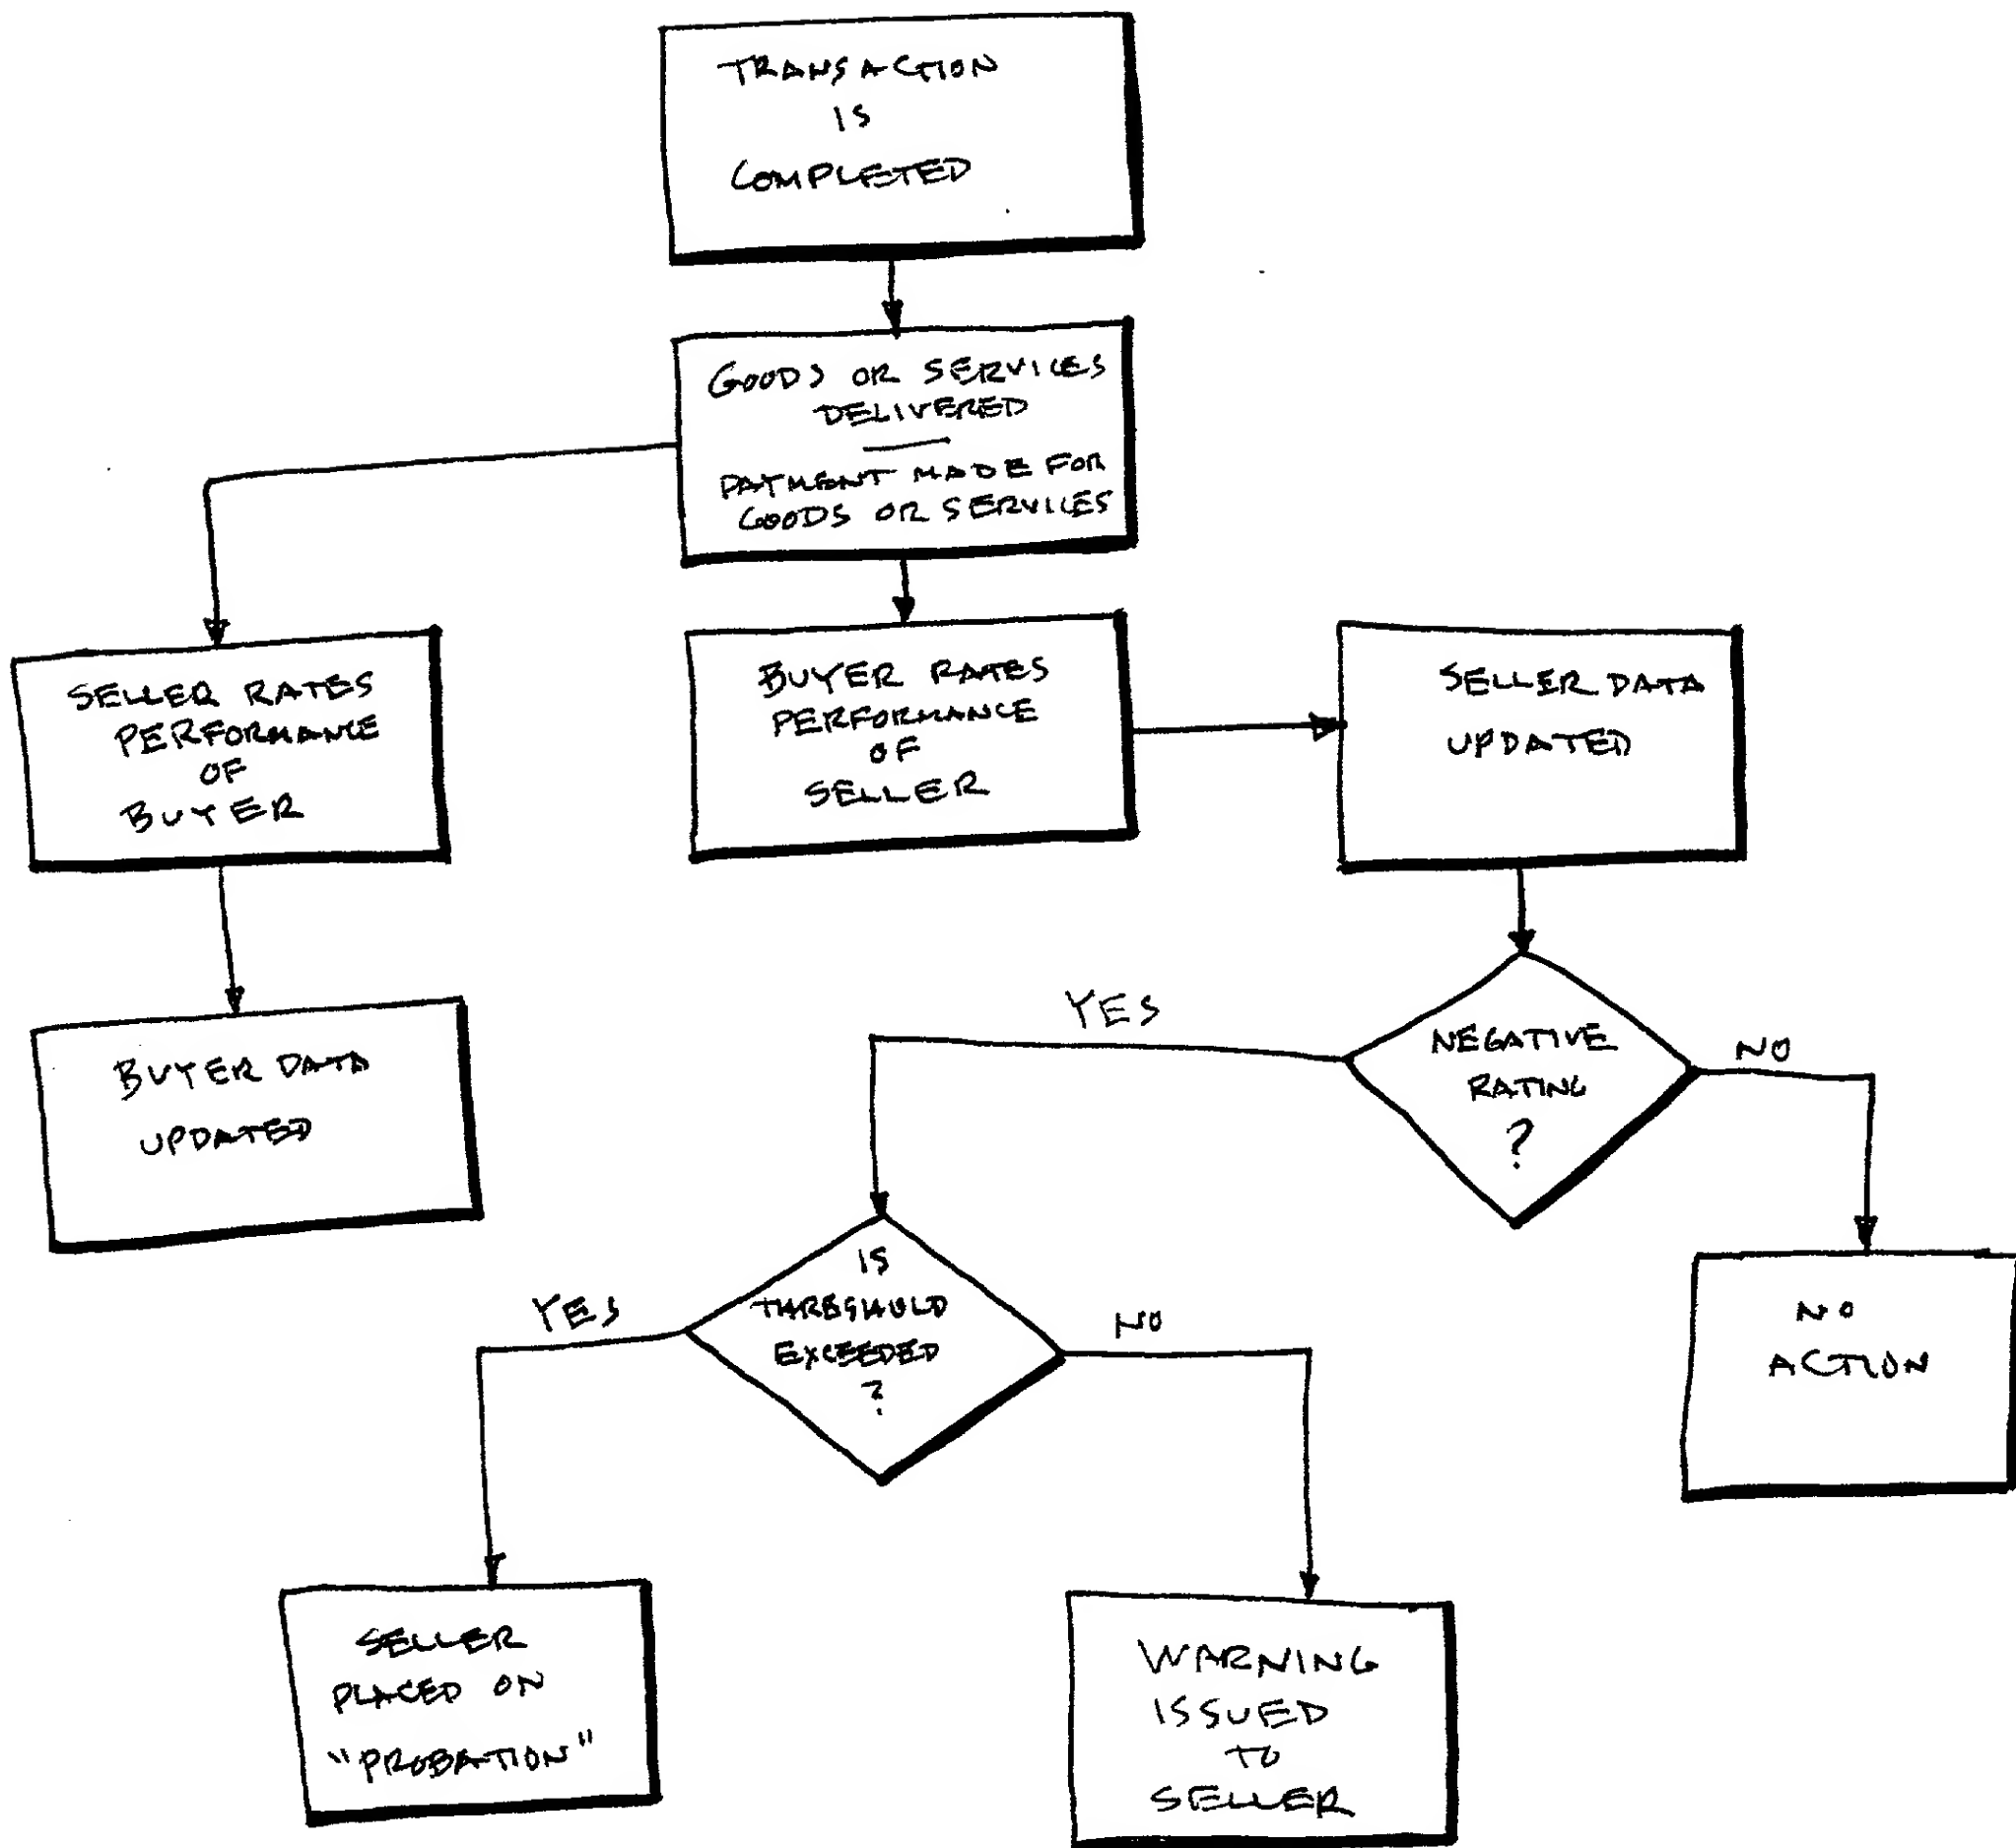 TRANSACTION
IS
COMPLETED
GOODS OR SERVICES
DELIVERED
PAYMENT MADE FOR
GOODS OR SERVICES
SELLER RATES
PERFORMANCE
OF
BUYER
BUYER RATES
PERFORMANCE
OF
SELLER
SELLER DATA
UPDATED
BUYER DATA
UPDATED
YES
NEGATIVE
RATING
?
NO
YES
IS
THRESHOLD
EXCEEDED
?
NO
NO
ACTION
SELLER
PLACED ON
"PROBATION"
WARNING
ISSUED
TO
SELLER